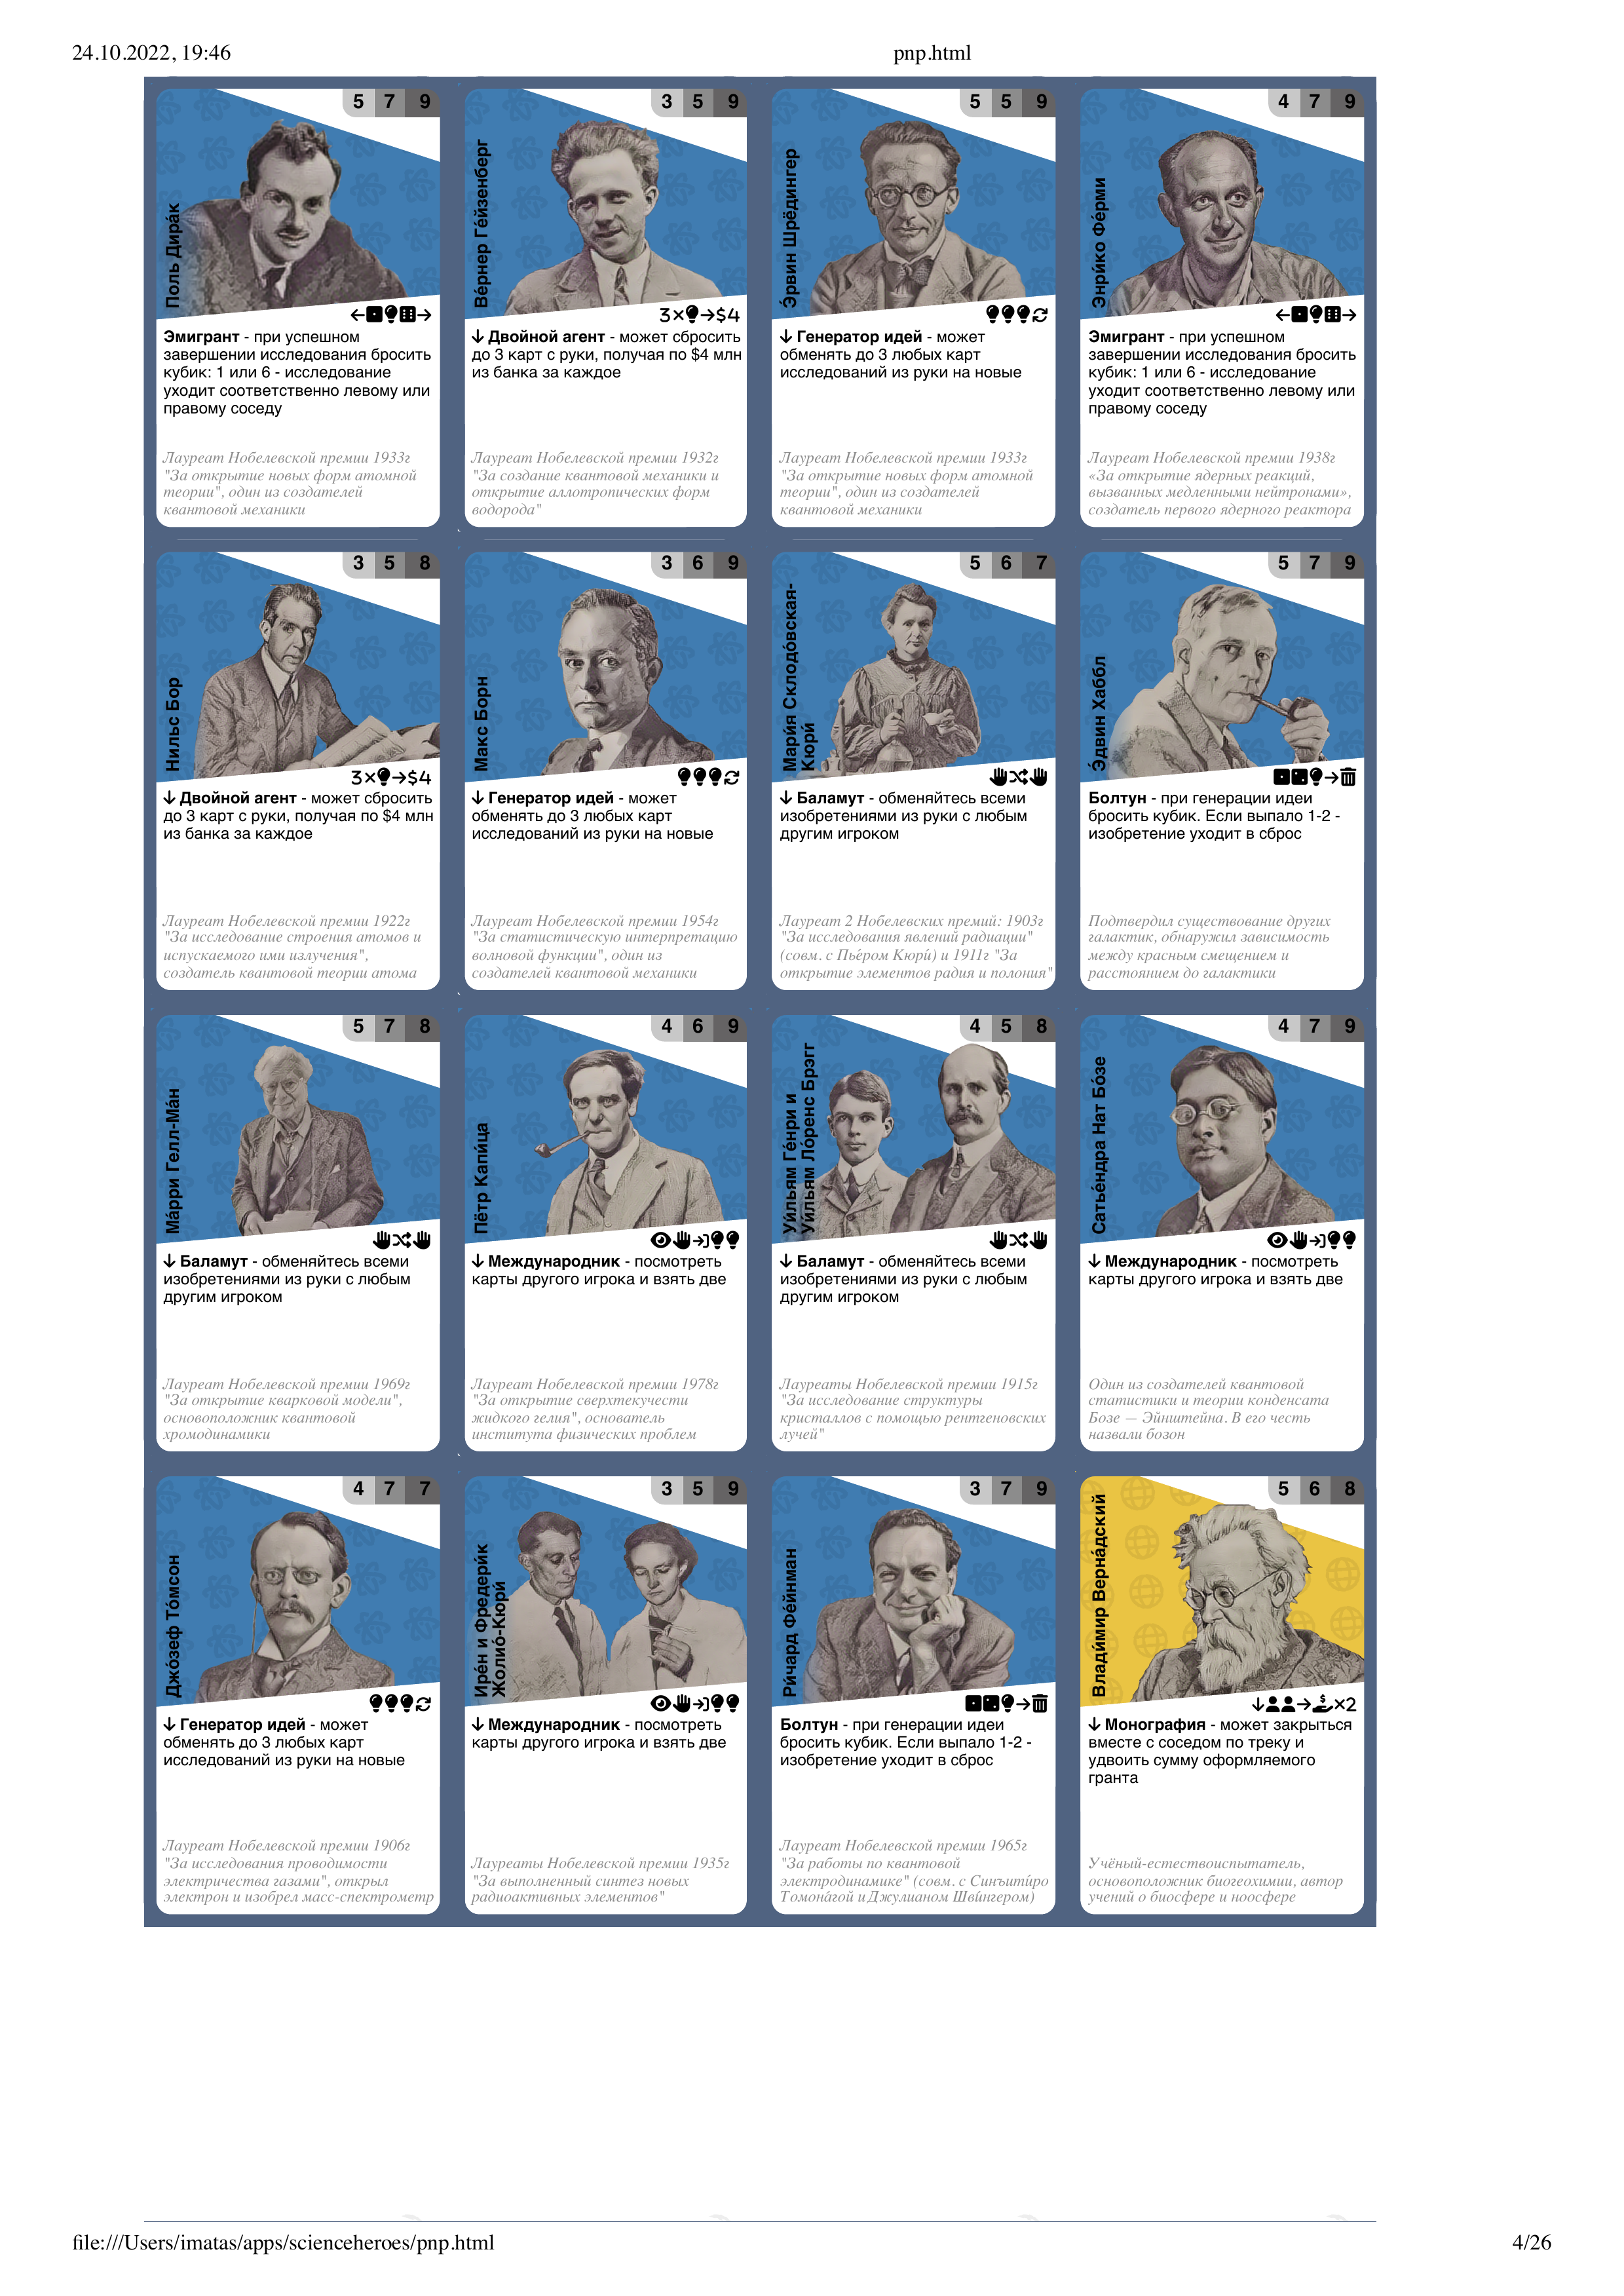 24.10.2022, 19:46
pnp.html
5 7 9
Поль Дира́к
Эмигрант - при успешном
завершении исследования бросить
кубик: 1 или 6 - исследование
уходит соответственно левому или
правому соседу
Лауреат Нобелевской премии 1933г
"За открытие новых форм атомной
теории", один из создателей
квантовой механики
3 5 9
Ве́рнер Ге́йзенберг
3×→$4
↓ Двойной агент - может сбросить
до 3 карт с руки, получая по $4 млн
из банка за каждое
Лауреат Нобелевской премии 1932г
"За создание квантовой механики и
открытие аллотропических форм
водорода"
5 5 9
Э́рвин Шрёдингер
↓ Генератор идей - может
обменять до 3 любых карт
исследований из руки на новые
Лауреат Нобелевской премии 1933г
"За открытие новых форм атомной
теории", один из создателей
квантовой механики
4 7 9
Энри́ко Фе́рми
Эмигрант - при успешном
завершении исследования бросить
кубик: 1 или 6 - исследование
уходит соответственно левому или
правому соседу
Лауреат Нобелевской премии 1938г
«За открытие ядерных реакций,
вызванных медленными нейтронами»,
создатель первого ядерного реактора
3 5 8
Нильс Бор
3×→$4
↓ Двойной агент - может сбросить
до 3 карт с руки, получая по $4 млн
из банка за каждое
Лауреат Нобелевской премии 1922г
"За исследование строения атомов и
испускаемого ими излучения",
создатель квантовой теории атома
3 6 9
Макс Борн
↓ Генератор идей - может
обменять до 3 любых карт
исследований из руки на новые
Лауреат Нобелевской премии 1954г
"За статистическую интерпретацию
волновой функции", один из
создателей квантовой механики
5 6 7
Мари́я Склодо́вская-
Кюри́
↓ Баламут - обменяйтесь всеми
изобретениями из руки с любым
другим игроком
Лауреат 2 Нобелевских премий: 1903г
"За исследования явлений радиации"
(совм. с Пье́ром Кюри́) и 1911г "За
открытие элементов радия и полония"
5 7 9
Э́двин Хаббл
Болтун - при генерации идеи
бросить кубик. Если выпало 1-2 -
изобретение уходит в сброс
Подтвердил существование других
галактик, обнаружил зависимость
между красным смещением и
расстоянием до галактики
5 7 8
Ма́рри Гелл-Ма́н
↓ Баламут - обменяйтесь всеми
изобретениями из руки с любым
другим игроком
Лауреат Нобелевской премии 1969г
"За открытие кварковой модели",
основоположник квантовой
хромодинамики
4 6 9
Пётр Капи́ца
↓ Международник - посмотреть
карты другого игрока и взять две
Лауреат Нобелевской премии 1978г
"За открытие сверхтекучести
жидкого гелия", основатель
института физических проблем
4 5 8
Уи́льям Ге́нри и
Уи́льям Ло́ренс Брэгг
↓ Баламут - обменяйтесь всеми
изобретениями из руки с любым
другим игроком
Лауреаты Нобелевской премии 1915г
"За исследование структуры
кристаллов с помощью рентгеновских
лучей"
4 7 9
Сатье́ндра Нат Бо́зе
↓ Международник - посмотреть
карты другого игрока и взять две
Один из создателей квантовой
статистики и теории конденсата
Бозе — Эйнштейна. В его честь
назвали бозон
4 7 7
Джо́зеф То́мсон
↓ Генератор идей - может
обменять до 3 любых карт
исследований из руки на новые
Лауреат Нобелевской премии 1906г
"За исследования проводимости
электричества газами", открыл
электрон и изобрел масс-спектрометр
3 5 9
Ире́н и Фредери́к
Жолио́-Кюри́
↓ Международник - посмотреть
карты другого игрока и взять две
Лауреаты Нобелевской премии 1935г
"За выполненный синтез новых
радиоактивных элементов"
3 7 9
Ри́чард Фе́йнман
Болтун - при генерации идеи
бросить кубик. Если выпало 1-2 -
изобретение уходит в сброс
Лауреат Нобелевской премии 1965г
"За работы по квантовой
электродинамике" (совм. с Синъити́ро
Томона́гой и Джулианом Шви́нгером)
5 6 8
Влади́мир Верна́дский
×2
↓ Монография - может закрыться
вместе с соседом по треку и
удвоить сумму оформляемого
гранта
Учёный-естествоиспытатель,
основоположник биогеохимии, автор
учений о биосфере и ноосфере
file:///Users/imatas/apps/scienceheroes/pnp.html
4/26